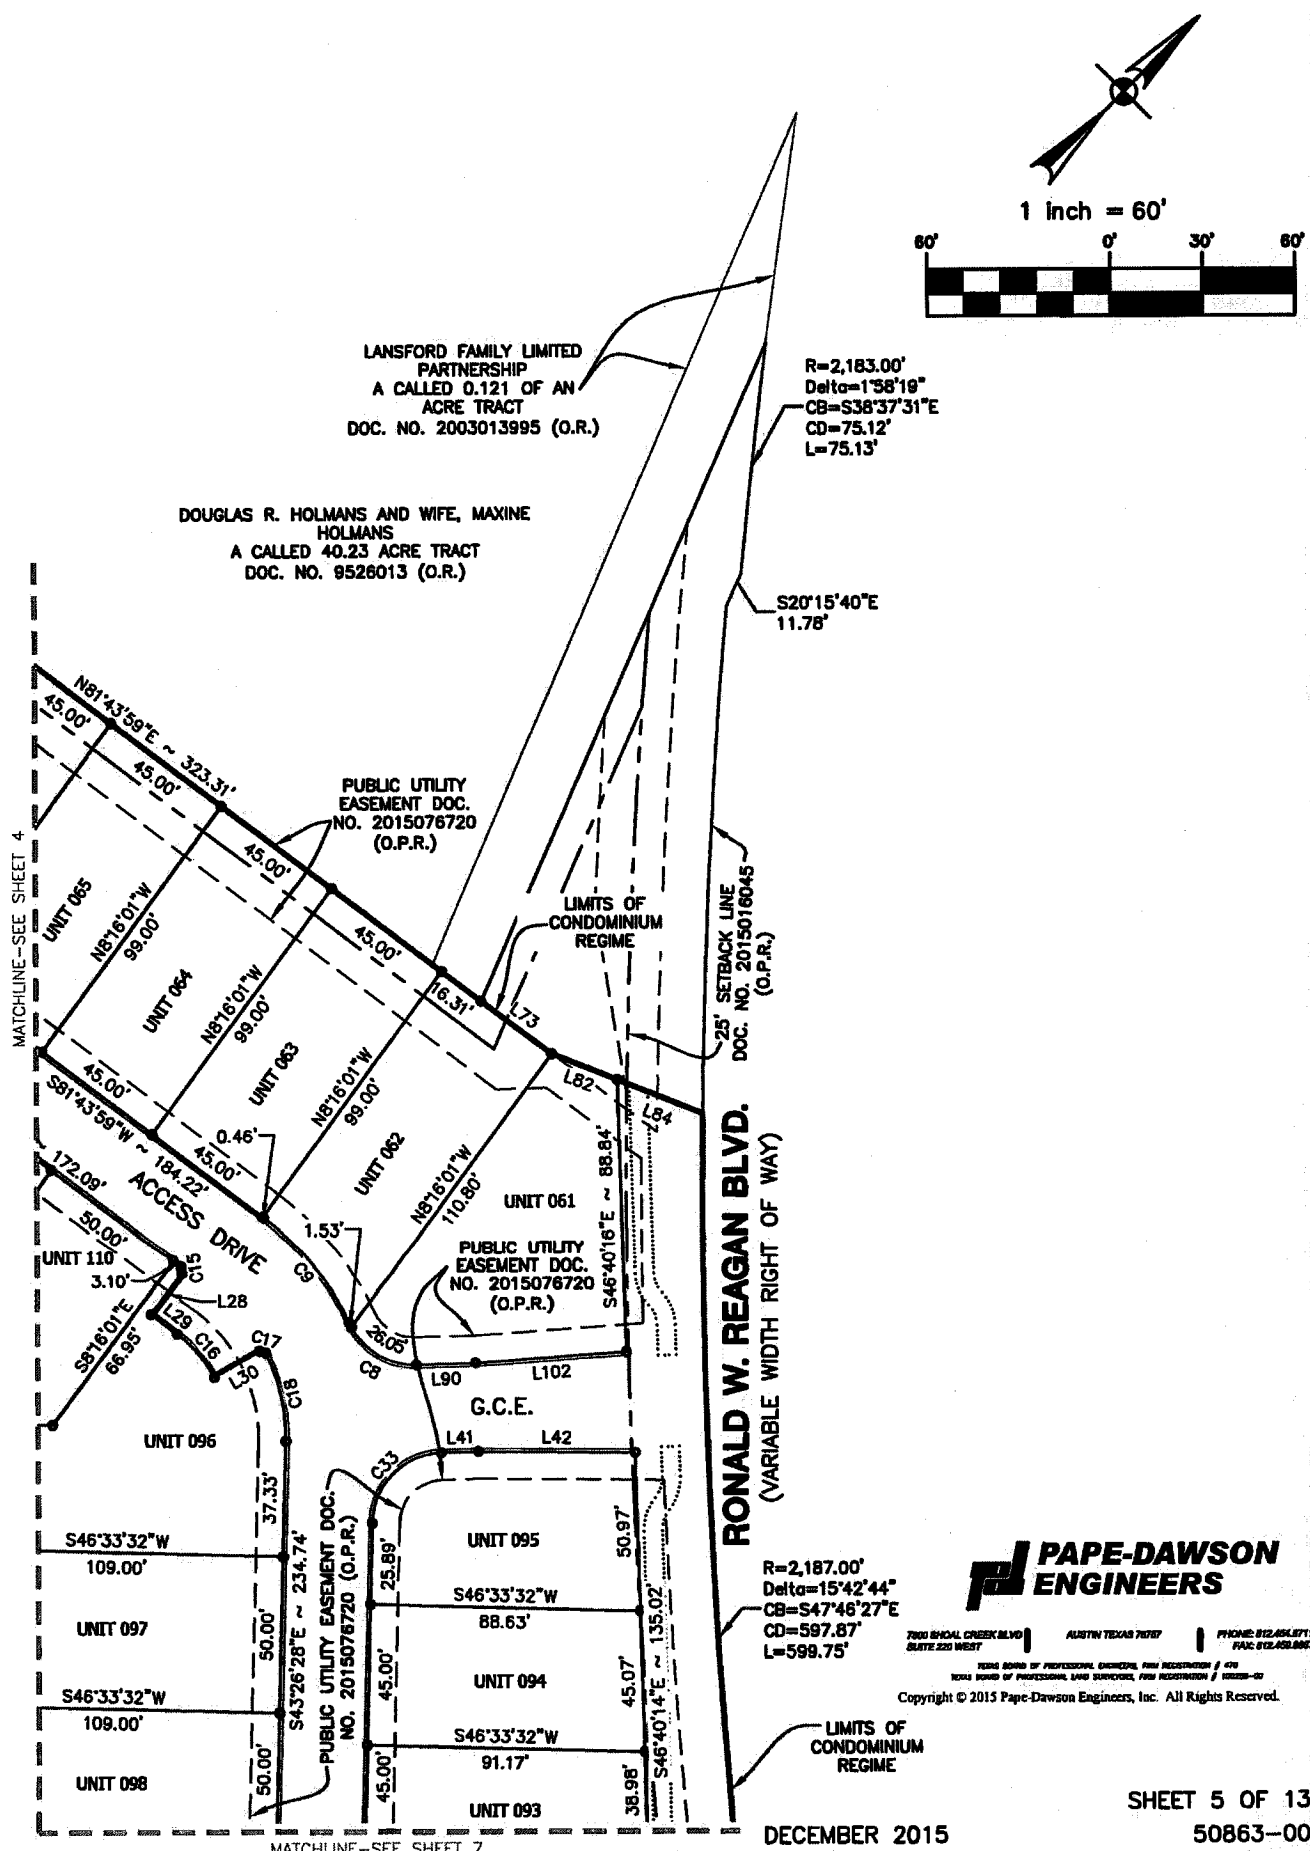 1 inch = 60'
60' 0' 30' 60'
LANSFORD FAMILY LIMITED
PARTNERSHIP
A CALLED 0.121 OF AN
ACRE TRACT
DOC. NO. 2003013995 (O.R.)
R=2,183.00'
Delta=1°58'19"
CB=S38°37'31"E
CD=75.12'
L=75.13'
DOUGLAS R. HOLMANS AND WIFE, MAXINE
HOLMANS
A CALLED 40.23 ACRE TRACT
DOC. NO. 9526013 (O.R.)
S20°15'40"E
11.78'
N81°43'59"E ~ 323.31'
45.00'
45.00'
45.00'
45.00'
16.31'
L73
PUBLIC UTILITY
EASEMENT DOC.
NO. 2015076720
(O.P.R.)
LIMITS OF
CONDOMINIUM
REGIME
25' SETBACK LINE
DOC. NO. 2015016045
(O.P.R.)
MATCHLINE-SEE SHEET 4
UNIT 065
N8°16'01"W
99.00'
UNIT 064
N8°16'01"W
99.00'
UNIT 063
N8°16'01"W
99.00'
UNIT 062
N8°16'01"W
110.80'
UNIT 061
L82
L84
S46°40'16"E ~ 88.84'
45.00'
S81°43'59"W ~ 184.22'
45.00'
0.46'
1.53'
172.09'
ACCESS DRIVE
50.00'
UNIT 110
3.10'
C15
L28
L29
C16
L30
C17
C18
C9
26.05'
C8
S8°16'01"E
66.95'
PUBLIC UTILITY
EASEMENT DOC.
NO. 2015076720
(O.P.R.)
L90
L102
G.C.E.
L41
L42
C33
RONALD W. REAGAN BLVD.
(VARIABLE WIDTH RIGHT OF WAY)
UNIT 096
37.33'
S46°33'32"W
109.00'
UNIT 097
50.00'
S43°26'28"E ~ 234.74'
S46°33'32"W
109.00'
UNIT 098
50.00'
PUBLIC UTILITY EASEMENT DOC.
NO. 2015076720 (O.P.R.)
UNIT 095
25.89'
50.97'
S46°33'32"W
88.63'
UNIT 094
45.00'
45.07'
S46°40'14"E ~ 135.02'
S46°33'32"W
91.17'
45.00'
38.98'
UNIT 093
R=2,187.00'
Delta=15°42'44"
CB=S47°46'27"E
CD=597.87'
L=599.75'
PAPE-DAWSON
ENGINEERS
7800 SHOAL CREEK BLVD
SUITE 220 WEST
AUSTIN TEXAS 78757
Copyright © 2015 Pape-Dawson Engineers, Inc. All Rights Reserved.
LIMITS OF
CONDOMINIUM
REGIME
SHEET 5 OF 13
DECEMBER 2015
50863-00
MATCHLINE-SEE SHEET 7